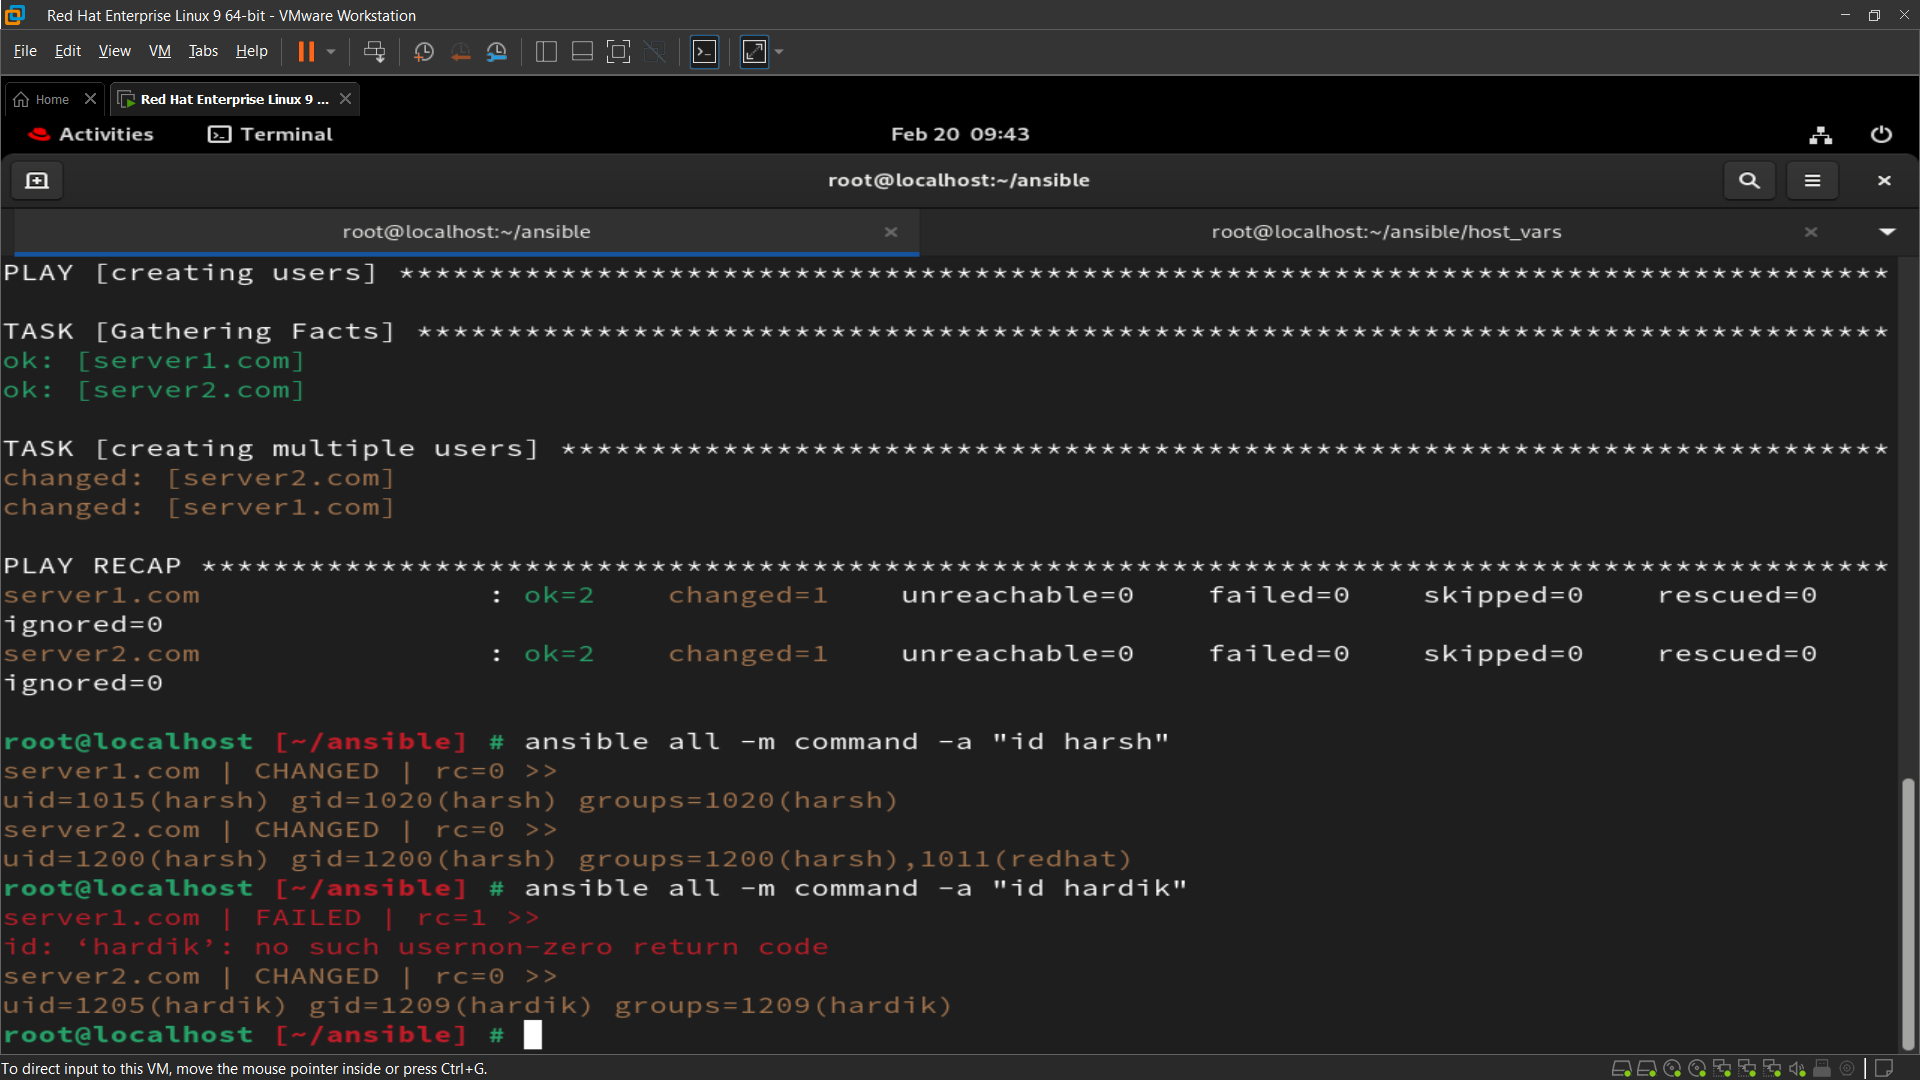 Red Hat Enterprise Linux 9 64-bit - VMware Workstation
File Edit View VM Tabs Help
Home Red Hat Enterprise Linux 9 ...
Activities Terminal Feb 20 09:43
root@localhost:~/ansible
root@localhost:~/ansible root@localhost:~/ansible/host_vars
PLAY [creating users] ***********************************************************************************
TASK [Gathering Facts] **********************************************************************************
ok: [server1.com]
ok: [server2.com]
TASK [creating multiple users] **************************************************************************
changed: [server2.com]
changed: [server1.com]
PLAY RECAP **********************************************************************************************
server1.com : ok=2 changed=1 unreachable=0 failed=0 skipped=0 rescued=0
ignored=0
server2.com : ok=2 changed=1 unreachable=0 failed=0 skipped=0 rescued=0
ignored=0
root@localhost [~/ansible] # ansible all -m command -a "id harsh"
server1.com | CHANGED | rc=0 >>
uid=1015(harsh) gid=1020(harsh) groups=1020(harsh)
server2.com | CHANGED | rc=0 >>
uid=1200(harsh) gid=1200(harsh) groups=1200(harsh),1011(redhat)
root@localhost [~/ansible] # ansible all -m command -a "id hardik"
server1.com | FAILED | rc=1 >>
id: ‘hardik’: no such usernon-zero return code
server2.com | CHANGED | rc=0 >>
uid=1205(hardik) gid=1209(hardik) groups=1209(hardik)
root@localhost [~/ansible] #
To direct input to this VM, move the mouse pointer inside or press Ctrl+G.